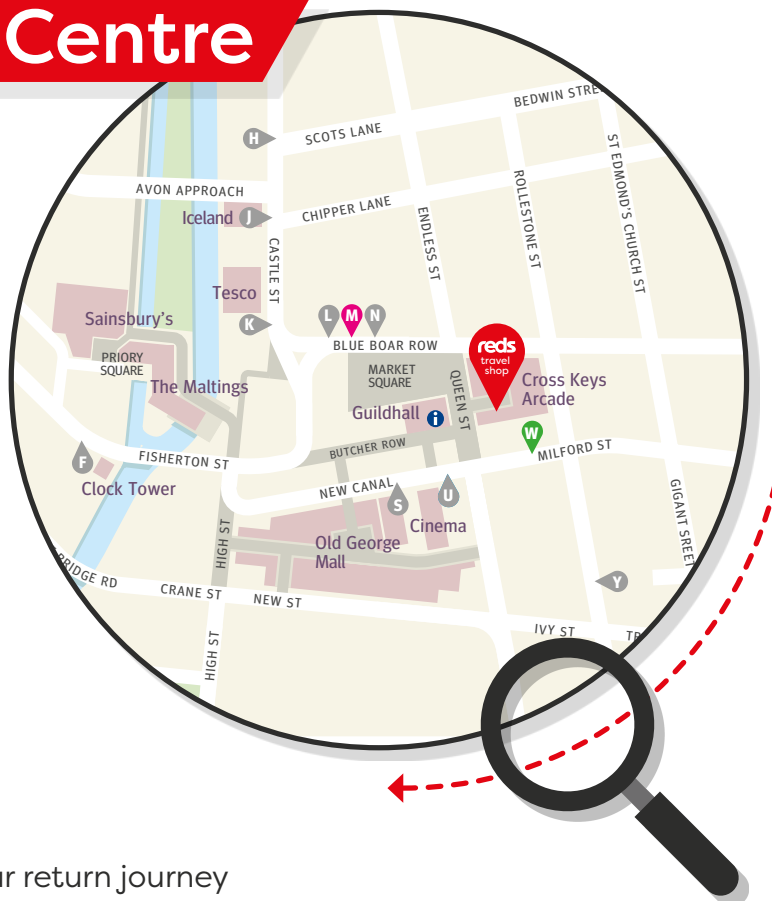 Centre
BEDWIN STRE
H
SCOTS LANE
ST EDMOND'S CHURCH ST
AVON APPROACH
ROLLESTONE ST
Iceland
J
CHIPPER LANE
ENDLESS ST
CASTLE ST
Tesco
Sainsbury's
K
L
M
N
BLUE BOAR ROW
reds
travel
shop
PRIORY
SQUARE
MARKET
SQUARE
The Maltings
QUEEN ST
Cross Keys
Arcade
Guildhall
i
W
F
FISHERTON ST
BUTCHER ROW
MILFORD ST
Clock Tower
NEW CANAL
S
U
GIGANT SREET
Cinema
HIGH ST
Old George
Mall
BRIDGE RD
Y
CRANE ST
NEW ST
IVY ST
TR
HIGH ST
ur return journey